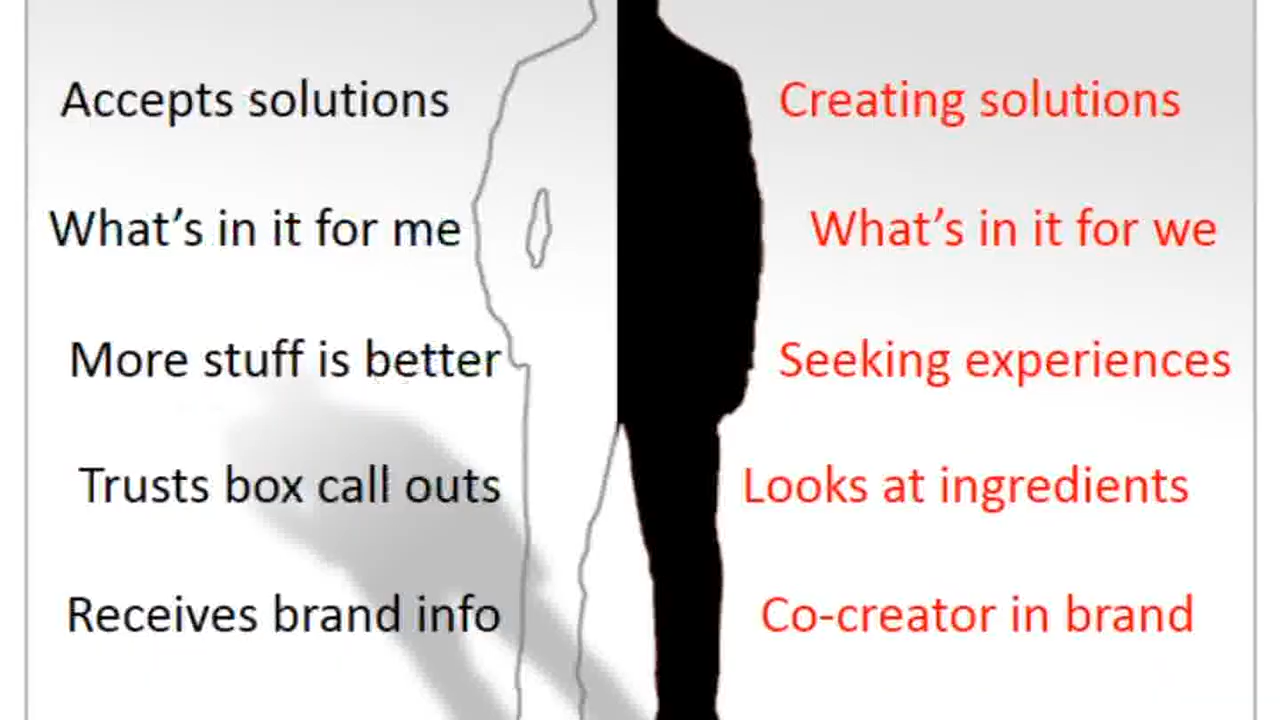 Accepts solutions
Creating solutions
What's in it for me
What's in it for we
More stuff is better
Seeking experiences
Trusts box call outs
Looks at ingredients
Receives brand info
Co-creator in brand